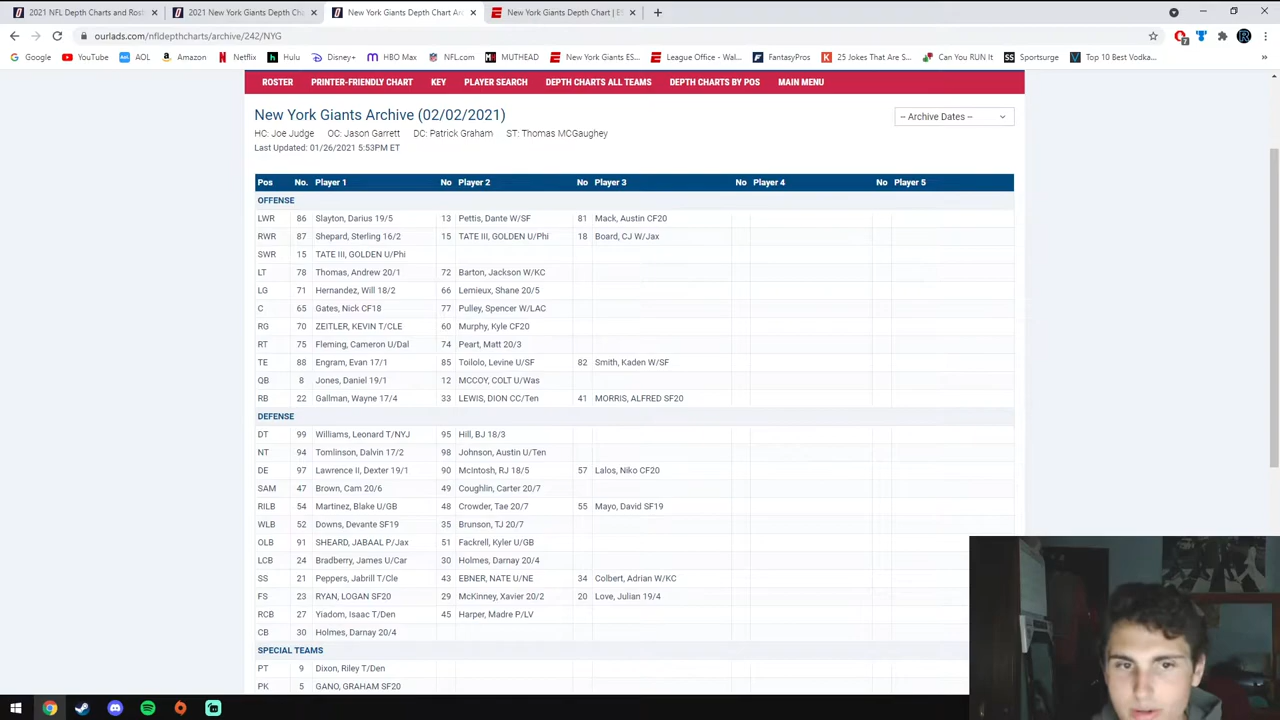 2021 NFL Depth Charts and Rost
2021 New York Giants Depth Cha
New York Giants Depth Chart Arc
New York Giants Depth Chart | ES
ourlads.com/nfldepthcharts/archive/242/NYG
Google YouTube AOL Amazon Netflix Hulu Disney+ HBO Max NFL.com MUTHEAD New York Giants ES... League Office - Wal... FantasyPros 25 Jokes That Are S... Can You RUN It Sportsurge Top 10 Best Vodka... »
ROSTER PRINTER-FRIENDLY CHART KEY PLAYER SEARCH DEPTH CHARTS ALL TEAMS DEPTH CHARTS BY POS MAIN MENU
New York Giants Archive (02/02/2021)
-- Archive Dates --
HC: Joe Judge OC: Jason Garrett DC: Patrick Graham ST: Thomas MCGaughey
Last Updated: 01/26/2021 5:53PM ET
Pos No. Player 1 No Player 2 No Player 3 No Player 4 No Player 5
OFFENSE
LWR 86 Slayton, Darius 19/5 13 Pettis, Dante W/SF 81 Mack, Austin CF20
RWR 87 Shepard, Sterling 16/2 15 TATE III, GOLDEN U/Phi 18 Board, CJ W/Jax
SWR 15 TATE III, GOLDEN U/Phi
LT 78 Thomas, Andrew 20/1 72 Barton, Jackson W/KC
LG 71 Hernandez, Will 18/2 66 Lemieux, Shane 20/5
C 65 Gates, Nick CF18 77 Pulley, Spencer W/LAC
RG 70 ZEITLER, KEVIN T/CLE 60 Murphy, Kyle CF20
RT 75 Fleming, Cameron U/Dal 74 Peart, Matt 20/3
TE 88 Engram, Evan 17/1 85 Toilolo, Levine U/SF 82 Smith, Kaden W/SF
QB 8 Jones, Daniel 19/1 12 MCCOY, COLT U/Was
RB 22 Gallman, Wayne 17/4 33 LEWIS, DION CC/Ten 41 MORRIS, ALFRED SF20
DEFENSE
DT 99 Williams, Leonard T/NYJ 95 Hill, BJ 18/3
NT 94 Tomlinson, Dalvin 17/2 98 Johnson, Austin U/Ten
DE 97 Lawrence II, Dexter 19/1 90 McIntosh, RJ 18/5 57 Lalos, Niko CF20
SAM 47 Brown, Cam 20/6 49 Coughlin, Carter 20/7
RILB 54 Martinez, Blake U/GB 48 Crowder, Tae 20/7 55 Mayo, David SF19
WLB 52 Downs, Devante SF19 35 Brunson, TJ 20/7
OLB 91 SHEARD, JABAAL P/Jax 51 Fackrell, Kyler U/GB
LCB 24 Bradberry, James U/Car 30 Holmes, Darnay 20/4
SS 21 Peppers, Jabrill T/Cle 43 EBNER, NATE U/NE 34 Colbert, Adrian W/KC
FS 23 RYAN, LOGAN SF20 29 McKinney, Xavier 20/2 20 Love, Julian 19/4
RCB 27 Yiadom, Isaac T/Den 45 Harper, Madre P/LV
CB 30 Holmes, Darnay 20/4
SPECIAL TEAMS
PT 9 Dixon, Riley T/Den
PK 5 GANO, GRAHAM SF20